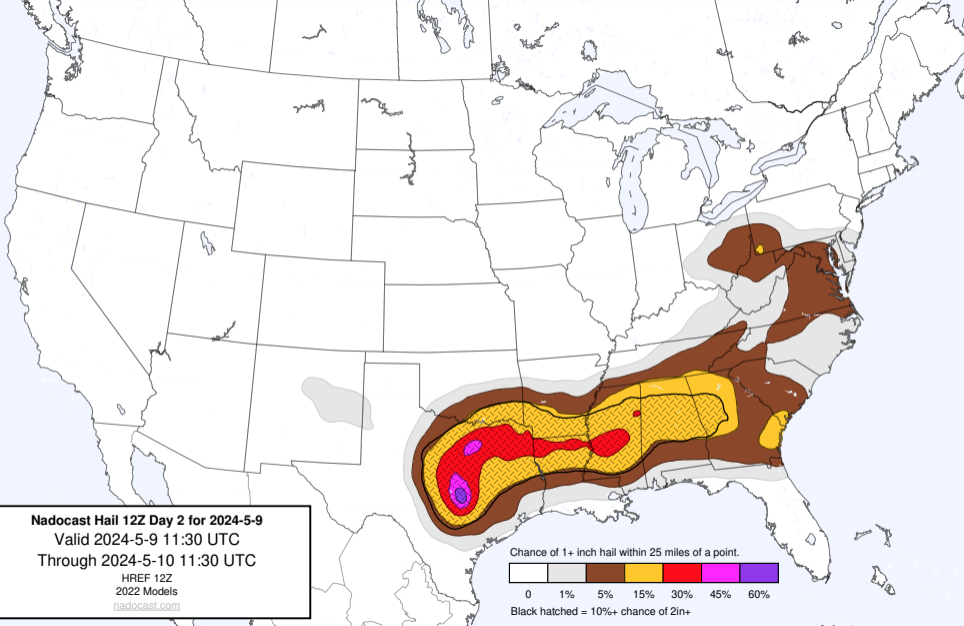 Nadocast Hail 12Z Day 2 for 2024-5-9
Valid 2024-5-9 11:30 UTC
Through 2024-5-10 11:30 UTC
HREF 12Z
2022 Models
nadocast.com
Chance of 1+ inch hail within 25 miles of a point.
0 1% 5% 15% 30% 45% 60%
Black hatched = 10%+ chance of 2in+